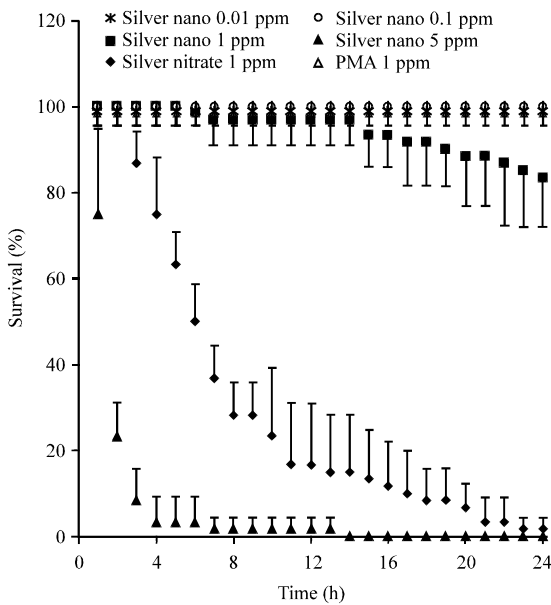 120
Silver nano 0.01 ppm
Silver nano 0.1 ppm
Silver nano 1 ppm
Silver nano 5 ppm
Silver nitrate 1 ppm
PMA 1 ppm
100
80
60
40
20
0
Survival (%)
0 4 8 12 16 20 24
Time (h)